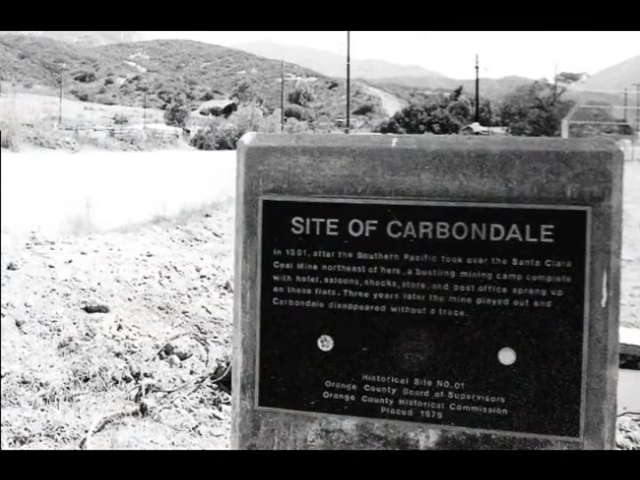 SITE OF CARBONDALE
In 1881, after the Southern Pacific took over the Santa Clara
Coal Mine northeast of here, a bustling mining camp complete
with hotel, saloons, shacks, store, and post office sprang up
on these flats. Three years later the mine played out and
Carbondale disappeared without a trace.
Historical Site NO.01
Orange County Board of Supervisors
Orange County Historical Commission
Placed 1976